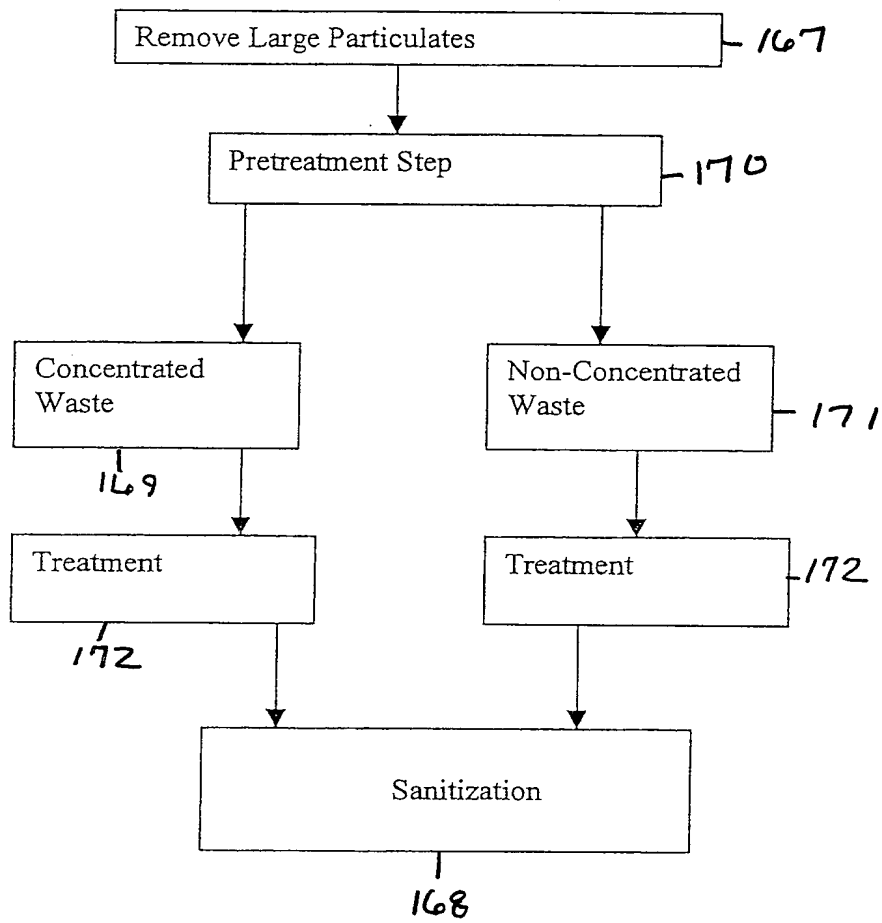 Remove Large Particulates
167
Pretreatment Step
170
Concentrated
Waste
169
Non-Concentrated
Waste
171
Treatment
172
Treatment
172
Sanitization
168